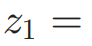 z₁ =